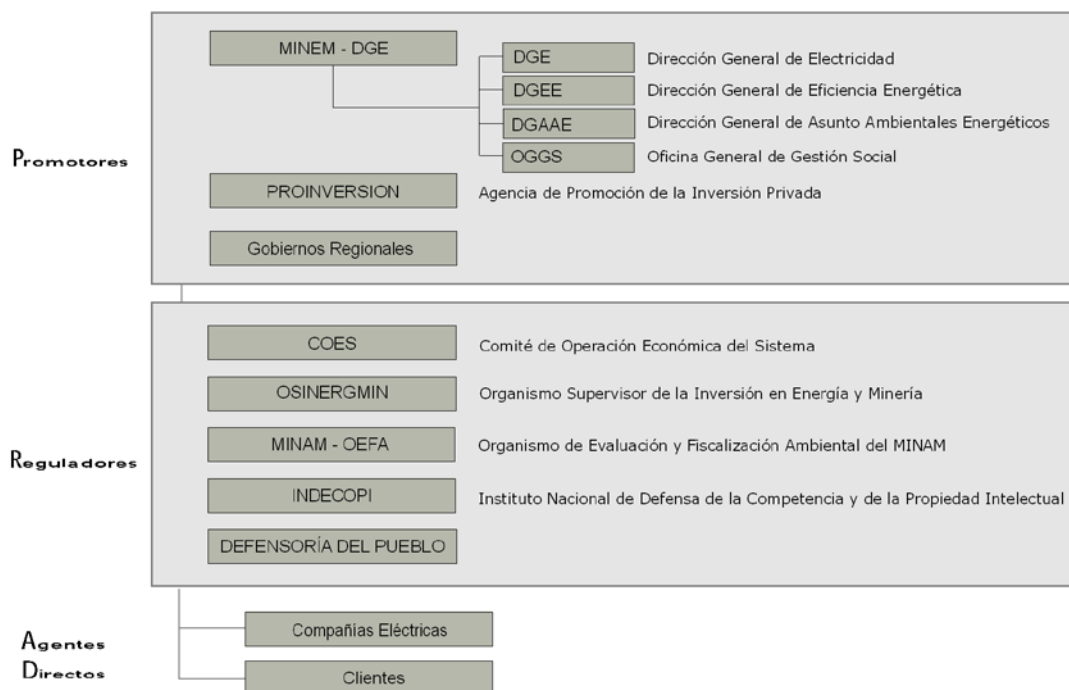 MINEM - DGE
DGE Dirección General de Electricidad
DGEE Dirección General de Eficiencia Energética
DGAAE Dirección General de Asunto Ambientales Energéticos
OGGS Oficina General de Gestión Social
Promotores
PROINVERSION Agencia de Promoción de la Inversión Privada
Gobiernos Regionales
COES Comité de Operación Económica del Sistema
OSINERGMIN Organismo Supervisor de la Inversión en Energía y Minería
MINAM - OEFA Organismo de Evaluación y Fiscalización Ambiental del MINAM
Reguladores
INDECOPI Instituto Nacional de Defensa de la Competencia y de la Propiedad Intelectual
DEFENSORÍA DEL PUEBLO
Agentes
Directos
Compañías Eléctricas
Clientes